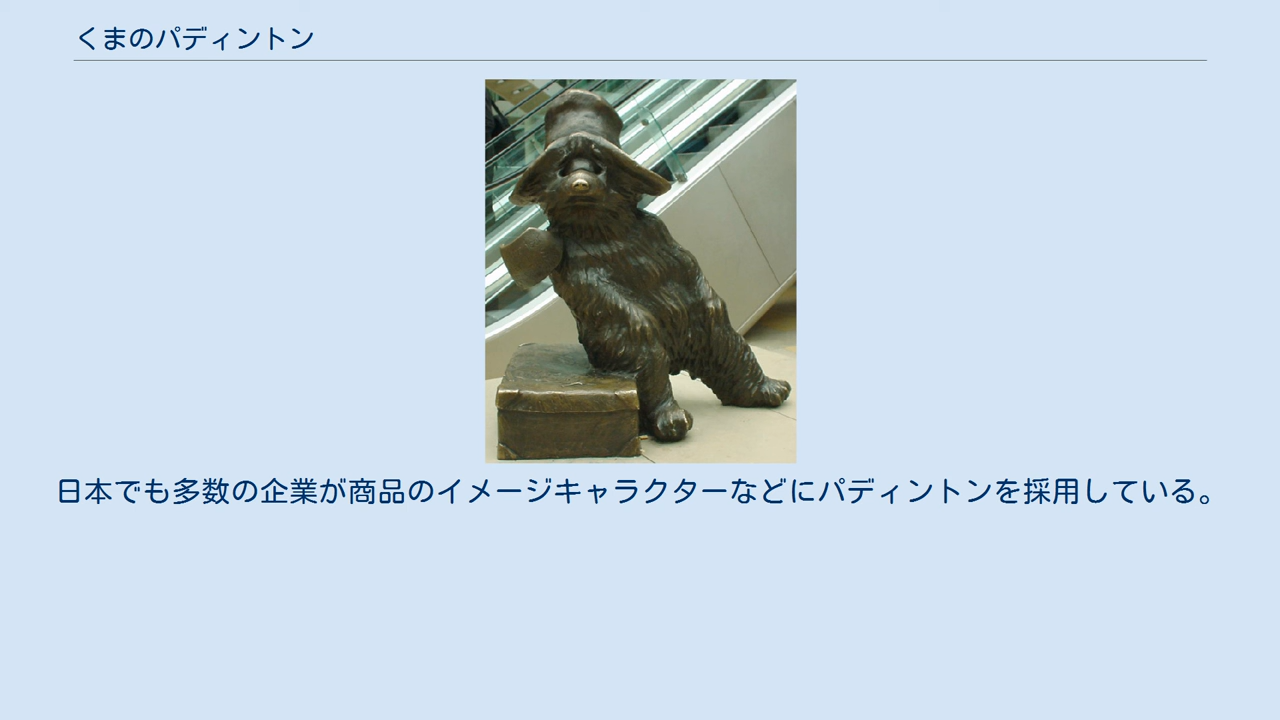 くまのパディントン
日本でも多数の企業が商品のイメージキャラクターなどにパディントンを採用している。